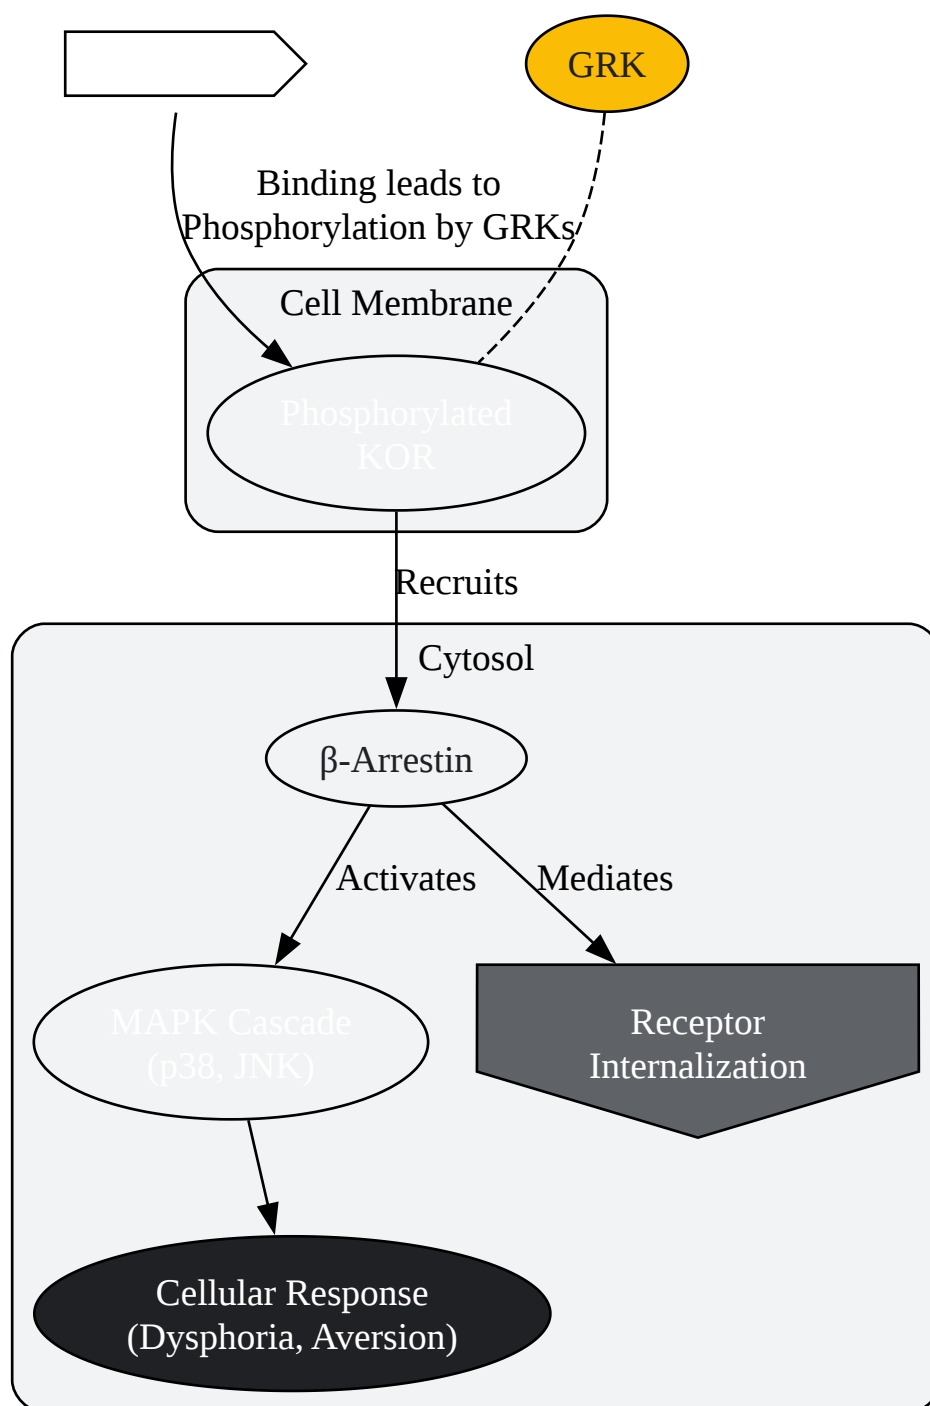 GRK
Binding leads to
Phosphorylation by GRKs
Cell Membrane
Phosphorylated
KOR
Recruits
Cytosol
β-Arrestin
Activates
Mediates
MAPK Cascade
(p38, JNK)
Receptor
Internalization
Cellular Response
(Dysphoria, Aversion)